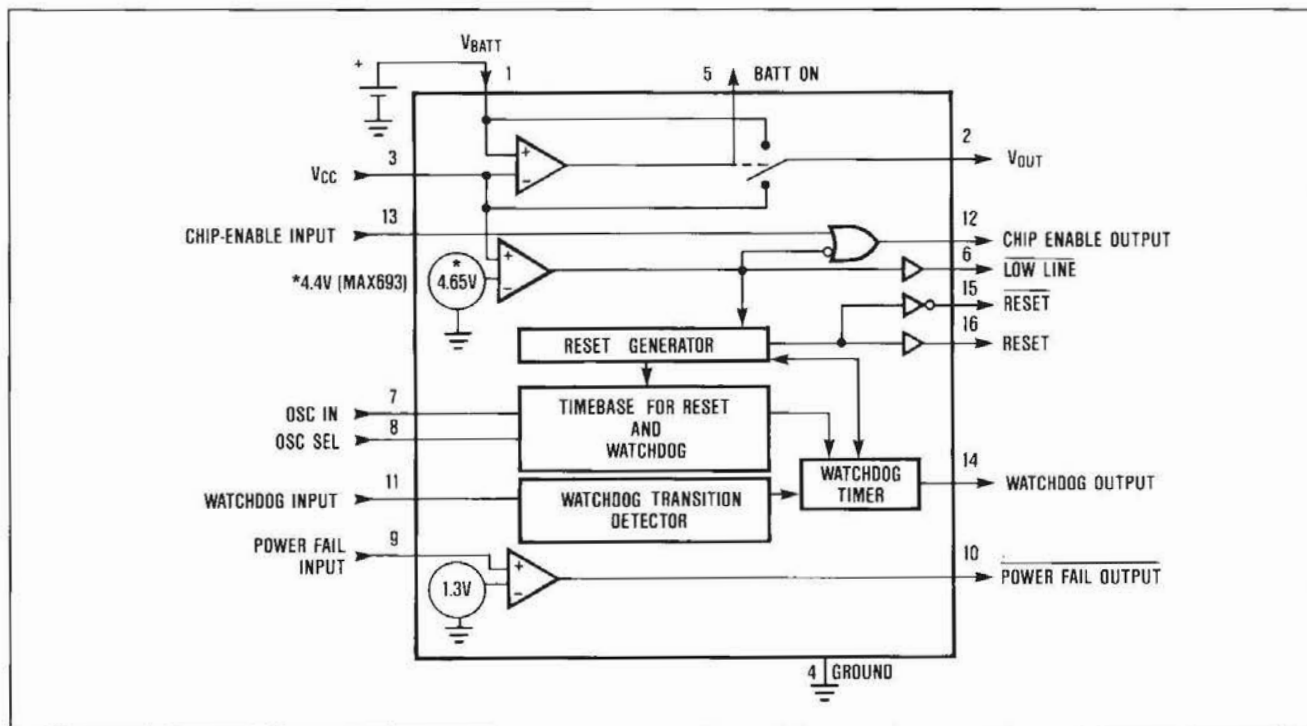 VBATT
+
1
5 BATT ON
+
−
3
VCC
2
VOUT
13
CHIP-ENABLE INPUT
12
CHIP ENABLE OUTPUT
6
LOW LINE
*4.4V (MAX693)
*
4.65V
+
−
15
RESET
16
RESET
RESET GENERATOR
7
OSC IN
8
OSC SEL
TIMEBASE FOR RESET
AND
WATCHDOG
11
WATCHDOG INPUT
WATCHDOG TRANSITION
DETECTOR
WATCHDOG
TIMER
14
WATCHDOG OUTPUT
9
POWER FAIL
INPUT
1.3V
+
−
10
POWER FAIL OUTPUT
4 GROUND